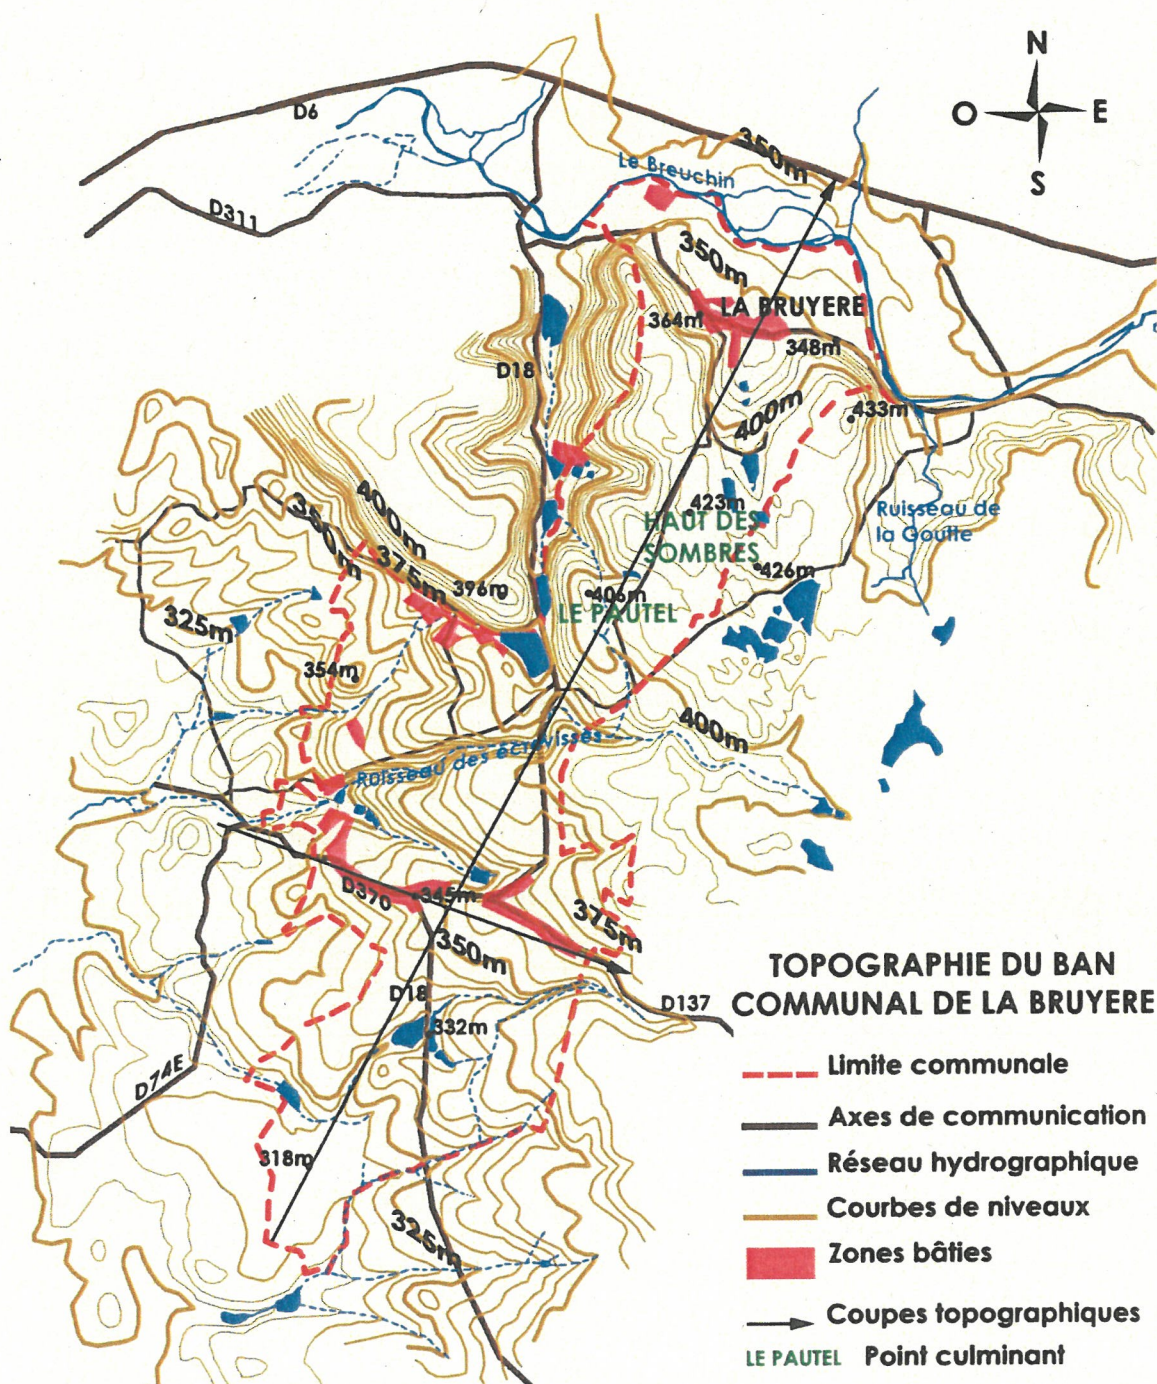 N
O
E
S
D6
350m
Le Breuchin
D311
350m
LA BRUYERE
364m
348m
D18
400m
433m
400m
423m
350m
HAUT DES
SOMBRES
Ruisseau de
la Goutte
375m
396m
426m
406m
LE PAUTEL
325m
354m
400m
Ruisseau des écrevisses
D370
345m
375m
350m
D18
332m
D137
D74E
318m
325m
TOPOGRAPHIE DU BAN
COMMUNAL DE LA BRUYERE
Limite communale
Axes de communication
Réseau hydrographique
Courbes de niveaux
Zones bâties
Coupes topographiques
LE PAUTEL Point culminant